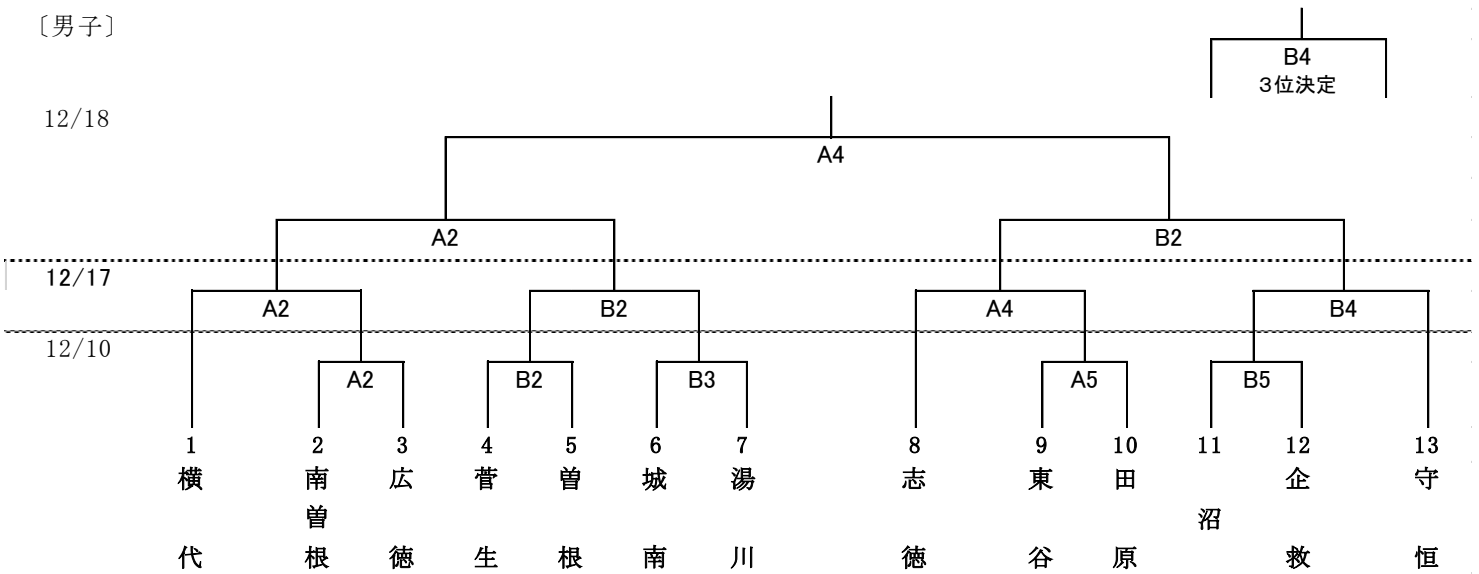 〔男子〕
B4
３位決定
12/18
A4
A2
B2
12/17
A2
B2
A4
B4
12/10
A2
B2
B3
A5
B5
1
2
3
4
5
6
7
8
9
10
11
12
13
横代
南曽根
広徳
菅生
曽根
城南
湯川
志徳
東谷
田原
沼
企救
守恒